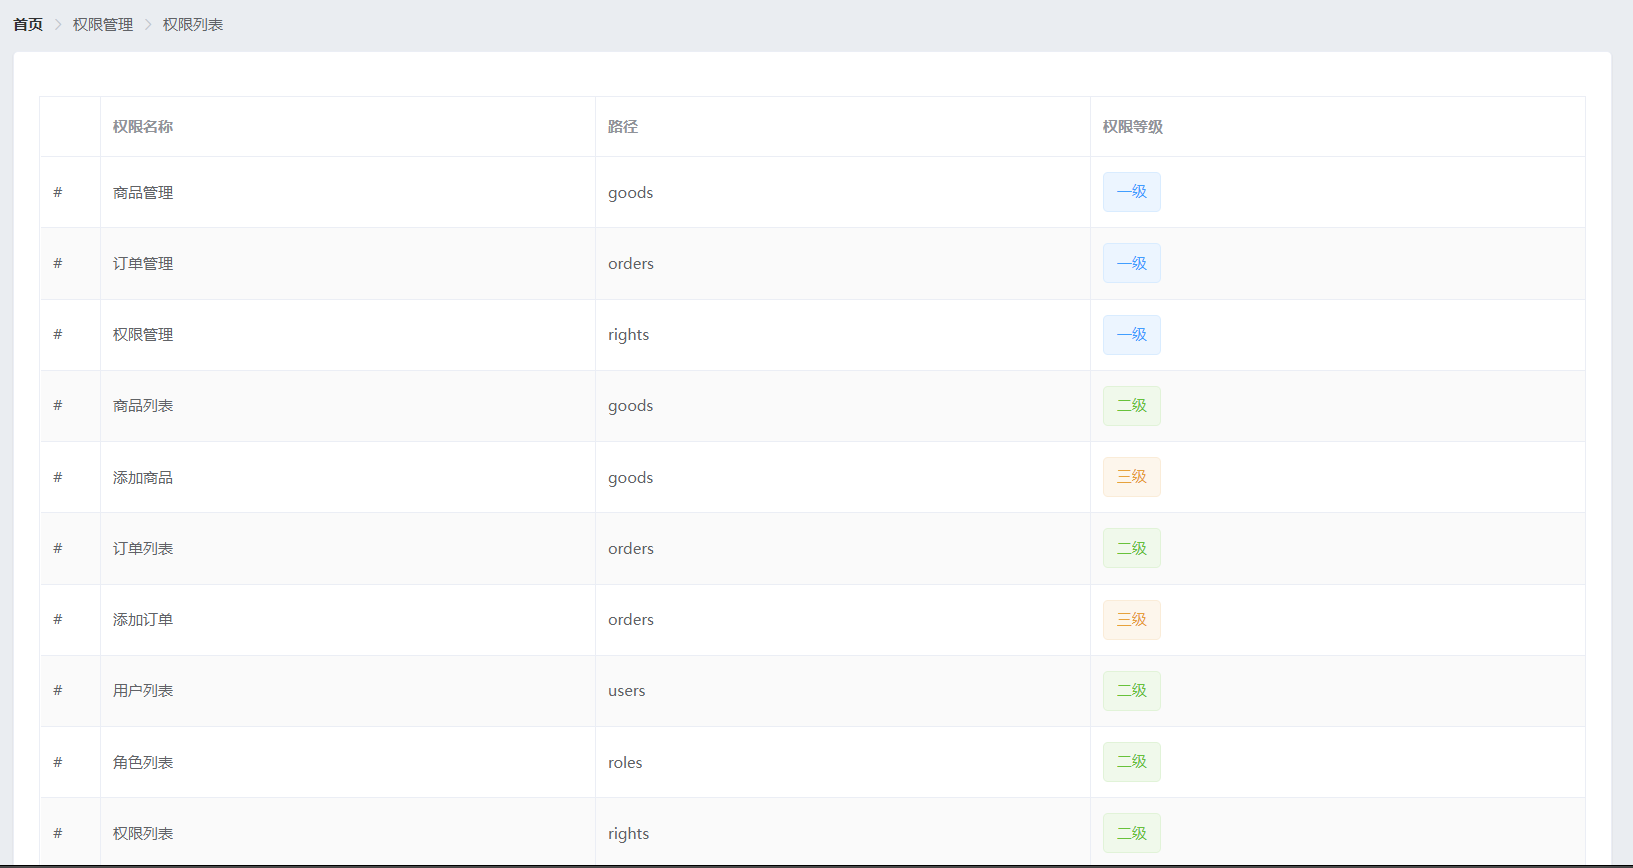 首页 > 权限管理 > 权限列表
权限名称 路径 权限等级
# 商品管理 goods 一级
# 订单管理 orders 一级
# 权限管理 rights 一级
# 商品列表 goods 二级
# 添加商品 goods 三级
# 订单列表 orders 二级
# 添加订单 orders 三级
# 用户列表 users 二级
# 角色列表 roles 二级
# 权限列表 rights 二级